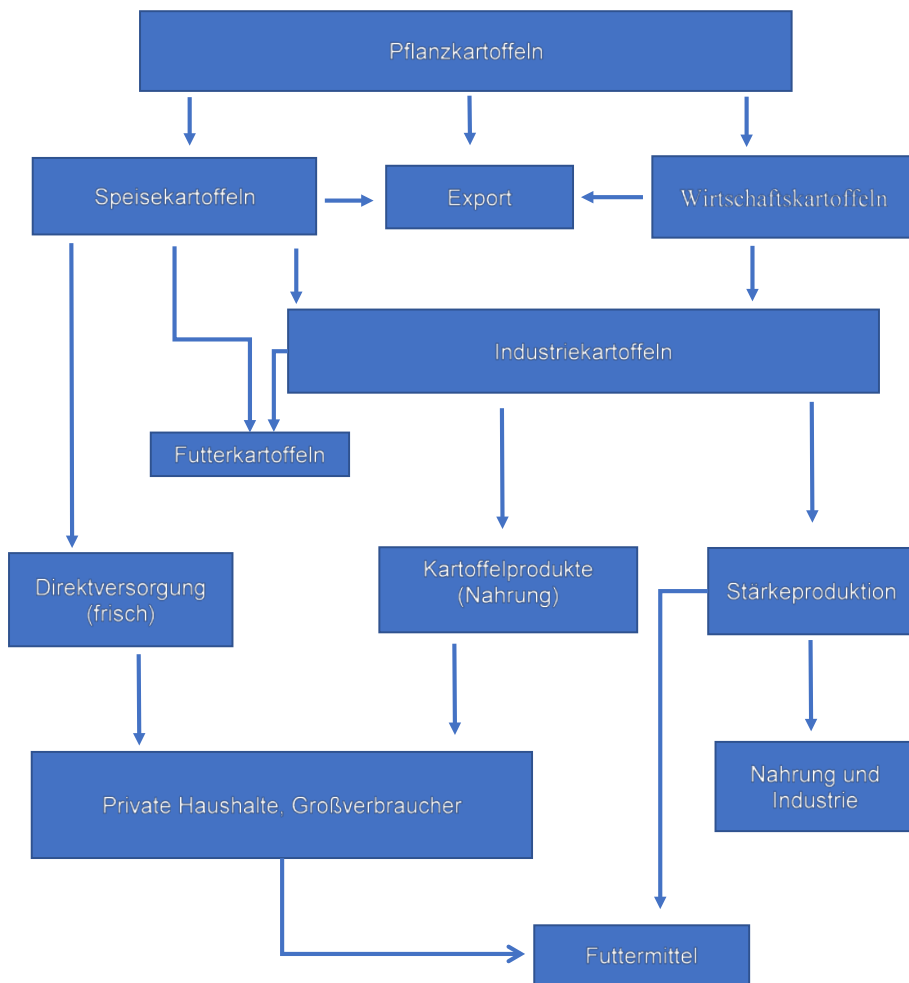 Pflanzkartoffeln
Speisekartoffeln
Export
Wirtschaftskartoffeln
Industriekartoffeln
Futterkartoffeln
Direktversorgung
(frisch)
Kartoffelprodukte
(Nahrung)
Stärkeproduktion
Private Haushalte, Großverbraucher
Nahrung und
Industrie
Futtermittel